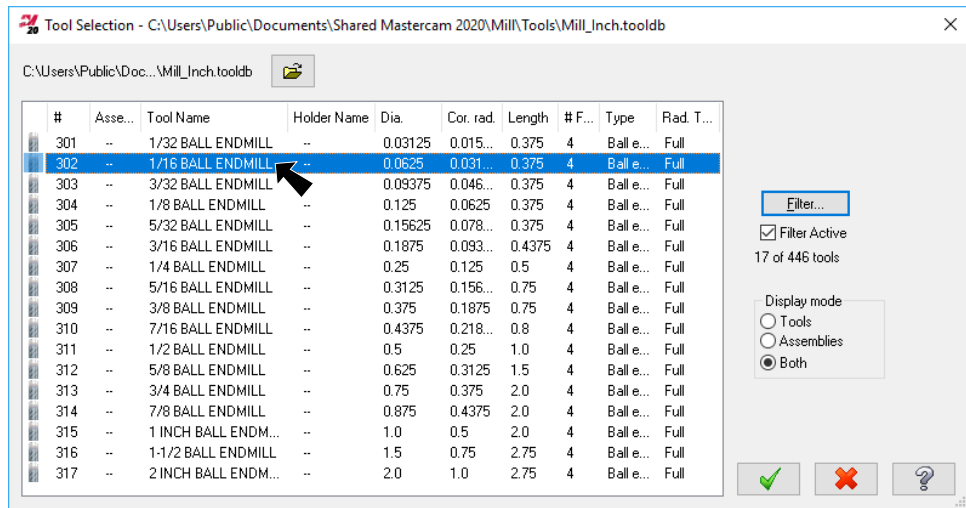 Tool Selection - C:\Users\Public\Documents\Shared Mastercam 2020\Mill\Tools\Mill_Inch.tooldb
C:\Users\Public\Doc...\Mill_Inch.tooldb
# Asse... Tool Name Holder Name Dia. Cor. rad. Length # F... Type Rad. T...
301 -- 1/32 BALL ENDMILL -- 0.03125 0.015... 0.375 4 Ball e... Full
302 -- 1/16 BALL ENDMILL -- 0.0625 0.031... 0.375 4 Ball e... Full
303 -- 3/32 BALL ENDMILL -- 0.09375 0.046... 0.375 4 Ball e... Full
304 -- 1/8 BALL ENDMILL -- 0.125 0.0625 0.375 4 Ball e... Full
305 -- 5/32 BALL ENDMILL -- 0.15625 0.078... 0.375 4 Ball e... Full
306 -- 3/16 BALL ENDMILL -- 0.1875 0.093... 0.4375 4 Ball e... Full
307 -- 1/4 BALL ENDMILL -- 0.25 0.125 0.5 4 Ball e... Full
308 -- 5/16 BALL ENDMILL -- 0.3125 0.156... 0.75 4 Ball e... Full
309 -- 3/8 BALL ENDMILL -- 0.375 0.1875 0.75 4 Ball e... Full
310 -- 7/16 BALL ENDMILL -- 0.4375 0.218... 0.8 4 Ball e... Full
311 -- 1/2 BALL ENDMILL -- 0.5 0.25 1.0 4 Ball e... Full
312 -- 5/8 BALL ENDMILL -- 0.625 0.3125 1.5 4 Ball e... Full
313 -- 3/4 BALL ENDMILL -- 0.75 0.375 2.0 4 Ball e... Full
314 -- 7/8 BALL ENDMILL -- 0.875 0.4375 2.0 4 Ball e... Full
315 -- 1 INCH BALL ENDM... -- 1.0 0.5 2.0 4 Ball e... Full
316 -- 1-1/2 BALL ENDMILL -- 1.5 0.75 2.75 4 Ball e... Full
317 -- 2 INCH BALL ENDM... -- 2.0 1.0 2.75 4 Ball e... Full
Filter...
Filter Active
17 of 446 tools
Display mode
Tools
Assemblies
Both